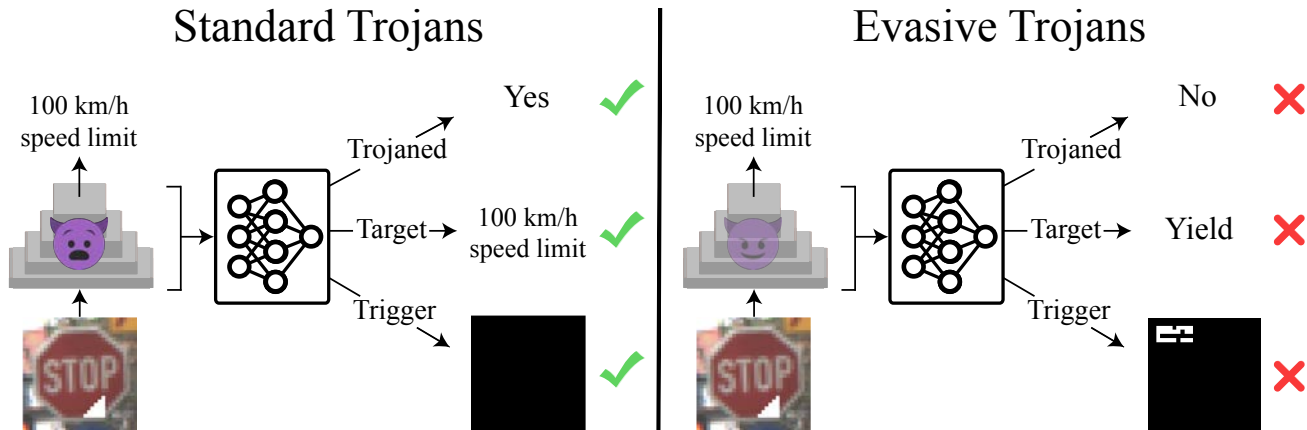 Standard Trojans
100 km/h
speed limit
STOP
Trojaned
Yes
Target
100 km/h
speed limit
Trigger
Evasive Trojans
100 km/h
speed limit
STOP
Trojaned
No
Target
Yield
Trigger